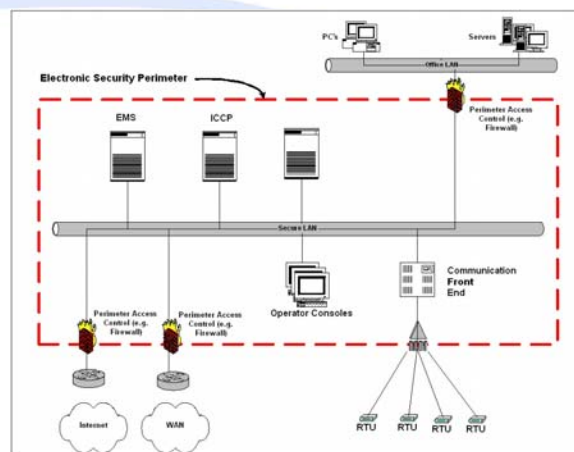 PC's
Servers
Office LAN
Electronic Security Perimeter
Perimeter Access
Control (e.g.
Firewall)
EMS
ICCP
Secure LAN
Operator Consoles
Communication
Front
End
Perimeter Access
Control (e.g.
Firewall)
Perimeter Access
Control (e.g.
Firewall)
Internet
WAN
RTU
RTU
RTU
RTU